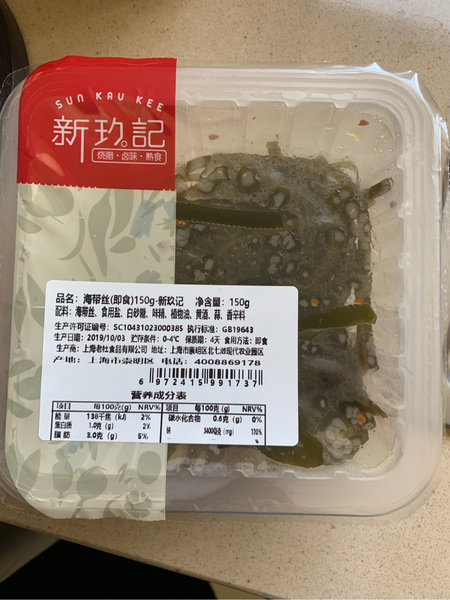 SUN KAU KEE
新玖記
烧腊·卤味·熟食
品名：海带丝(即食)150g-新玖记 净含量：150g
配料：海带丝、食用盐、白砂糖、味精、植物油、黄酒、蒜、香辛料
生产许可证编号：SC10431023000385 执行标准：GB19643
生产日期：2019/10/03 贮存条件：0-4℃ 保质期：4天 食用方法：即食
生产商：上海老杜食品有限公司 地址：上海市崇明区北七滧现代农业园区
产地：上海市崇明区 电话：4008869178
6972415991737
营养成分表
项目 每100克(g) NRV% 项目 每100克(g) NRV%
能量 138千焦(kJ) 2% 碳水化合物 0.6克(g) 0%
蛋白质 1.0克(g) 2% 钠 3400毫克(mg) 170%
脂肪 3.0克(g) 5%